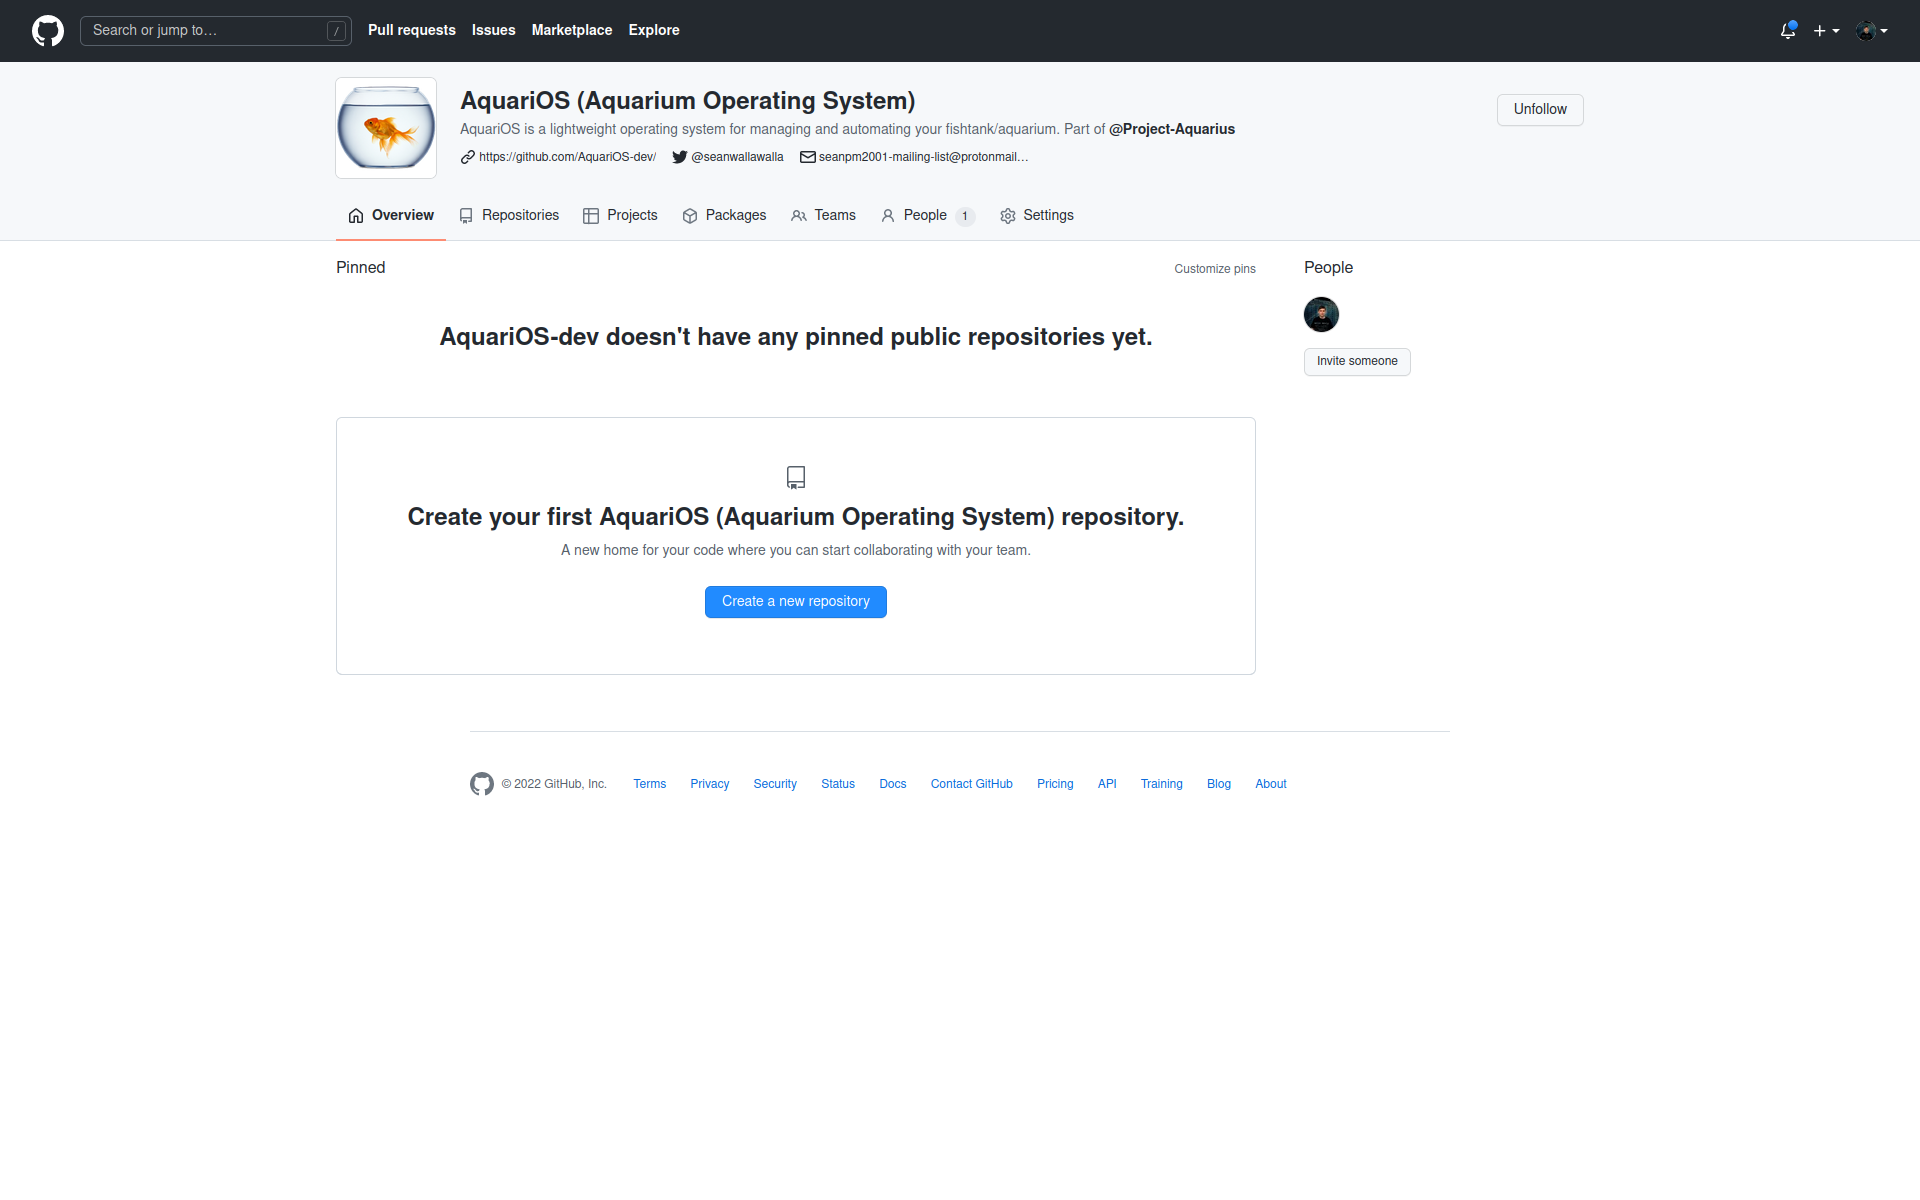 Search or jump to… / Pull requests Issues Marketplace Explore
AquariOS (Aquarium Operating System)
Unfollow
AquariOS is a lightweight operating system for managing and automating your fishtank/aquarium. Part of @Project-Aquarius
https://github.com/AquariOS-dev/ @seanwallawalla seanpm2001-mailing-list@protonmail…
Overview Repositories Projects Packages Teams People 1 Settings
Pinned Customize pins
People
AquariOS-dev doesn't have any pinned public repositories yet.
Invite someone
Create your first AquariOS (Aquarium Operating System) repository.
A new home for your code where you can start collaborating with your team.
Create a new repository
© 2022 GitHub, Inc. Terms Privacy Security Status Docs Contact GitHub Pricing API Training Blog About